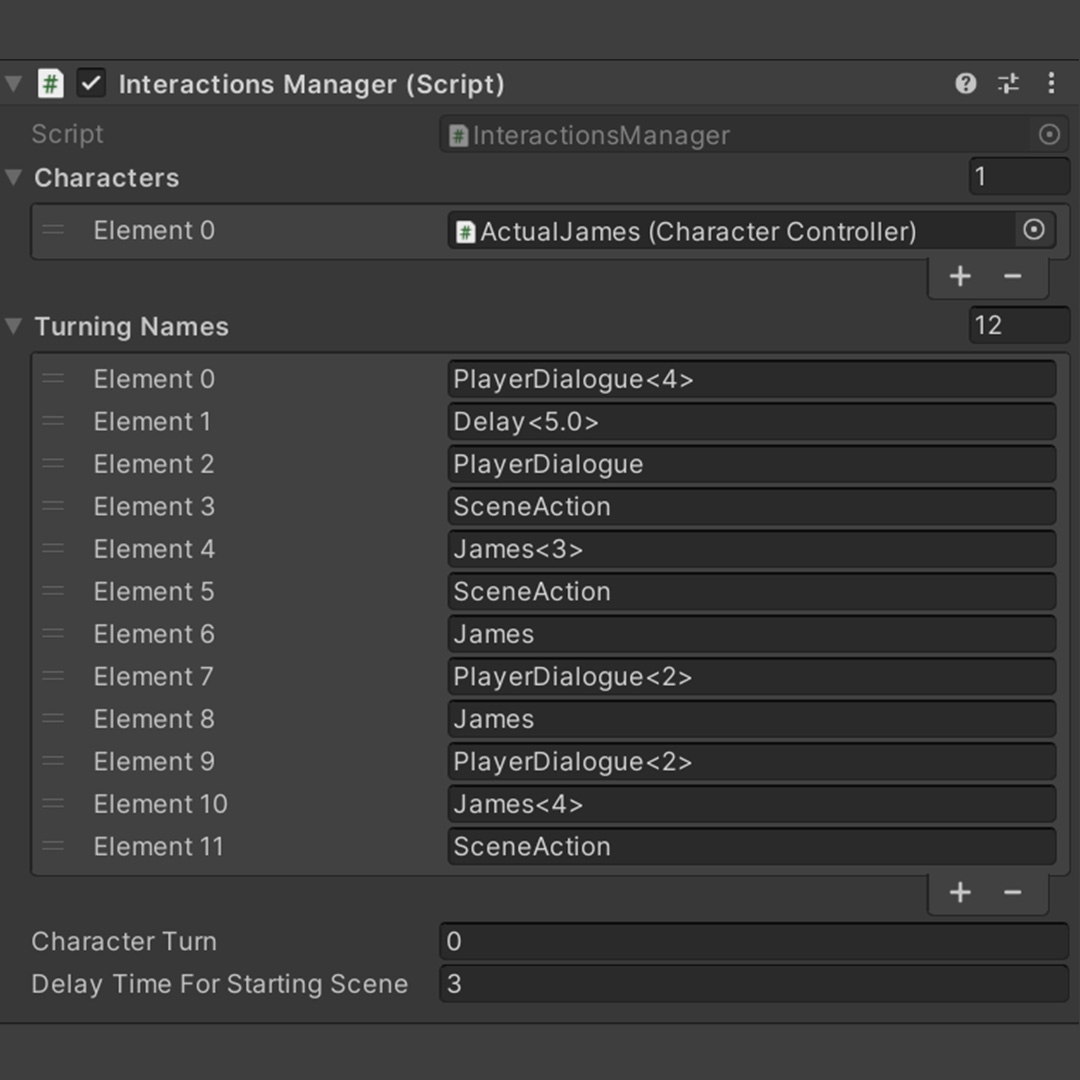 Interactions Manager (Script)
Script InteractionsManager
Characters 1
Element 0 ActualJames (Character Controller)
+ −
Turning Names 12
Element 0 PlayerDialogue<4>
Element 1 Delay<5.0>
Element 2 PlayerDialogue
Element 3 SceneAction
Element 4 James<3>
Element 5 SceneAction
Element 6 James
Element 7 PlayerDialogue<2>
Element 8 James
Element 9 PlayerDialogue<2>
Element 10 James<4>
Element 11 SceneAction
+ −
Character Turn 0
Delay Time For Starting Scene 3